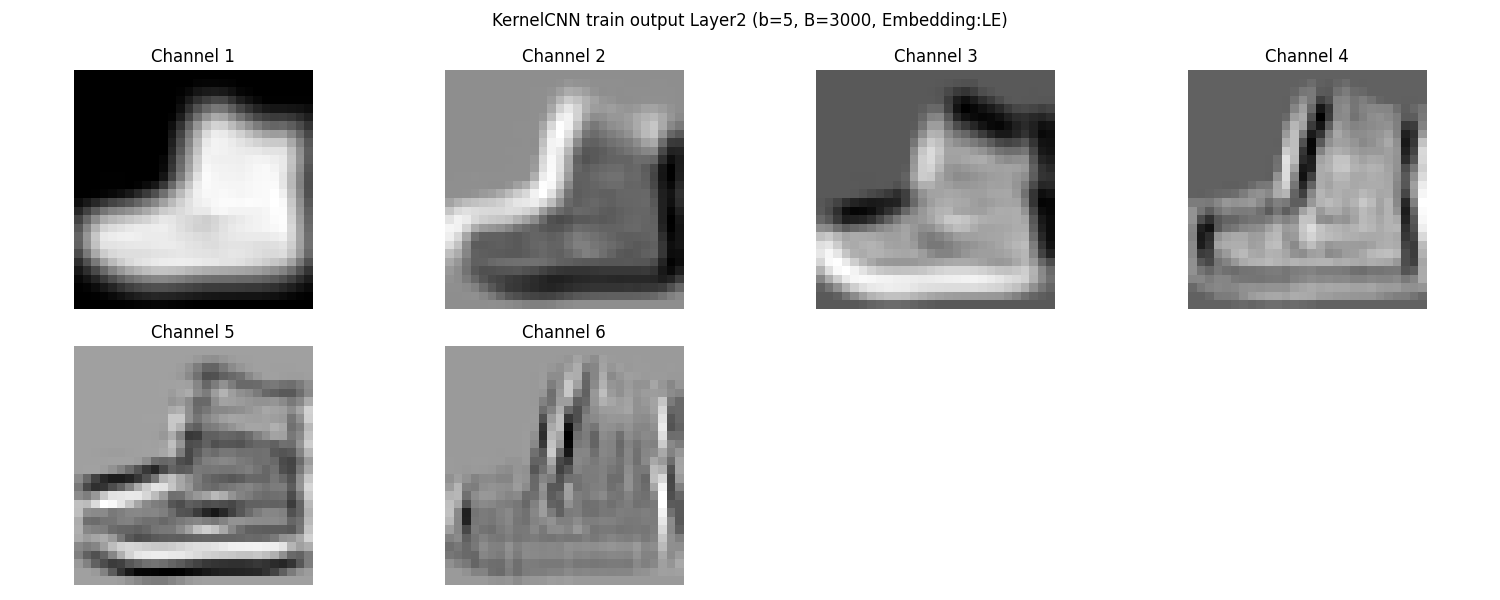 KernelCNN train output Layer2 (b=5, B=3000, Embedding:LE)
Channel 1
Channel 2
Channel 3
Channel 4
Channel 5
Channel 6